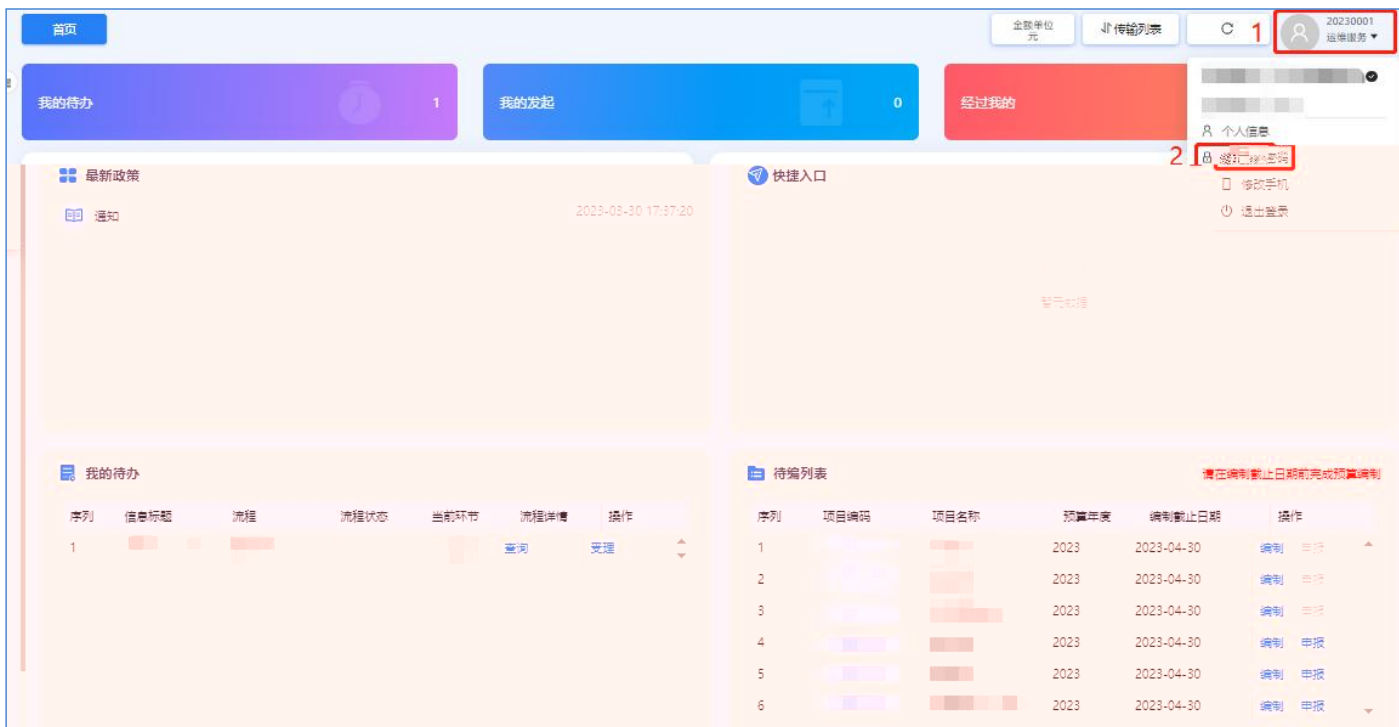 首页
金额单位
元
传输列表
1
20230001
运维服务
我的待办 1
我的发起 0
经过我的
个人信息
2 密码
修改手机
退出登录
最新政策
通知 2023-03-30 17:37:20
快捷入口
暂无数据
我的待办
序列 信息标题 流程 流程状态 当前环节 流程详情 操作
1 查询 受理
待编列表 请在编制截止日期前完成预算编制
序列 项目编码 项目名称 预算年度 编制截止日期 操作
1 2023 2023-04-30 编制 申报
2 2023 2023-04-30 编制 申报
3 2023 2023-04-30 编制 申报
4 2023 2023-04-30 编制 申报
5 2023 2023-04-30 编制 申报
6 2023 2023-04-30 编制 申报